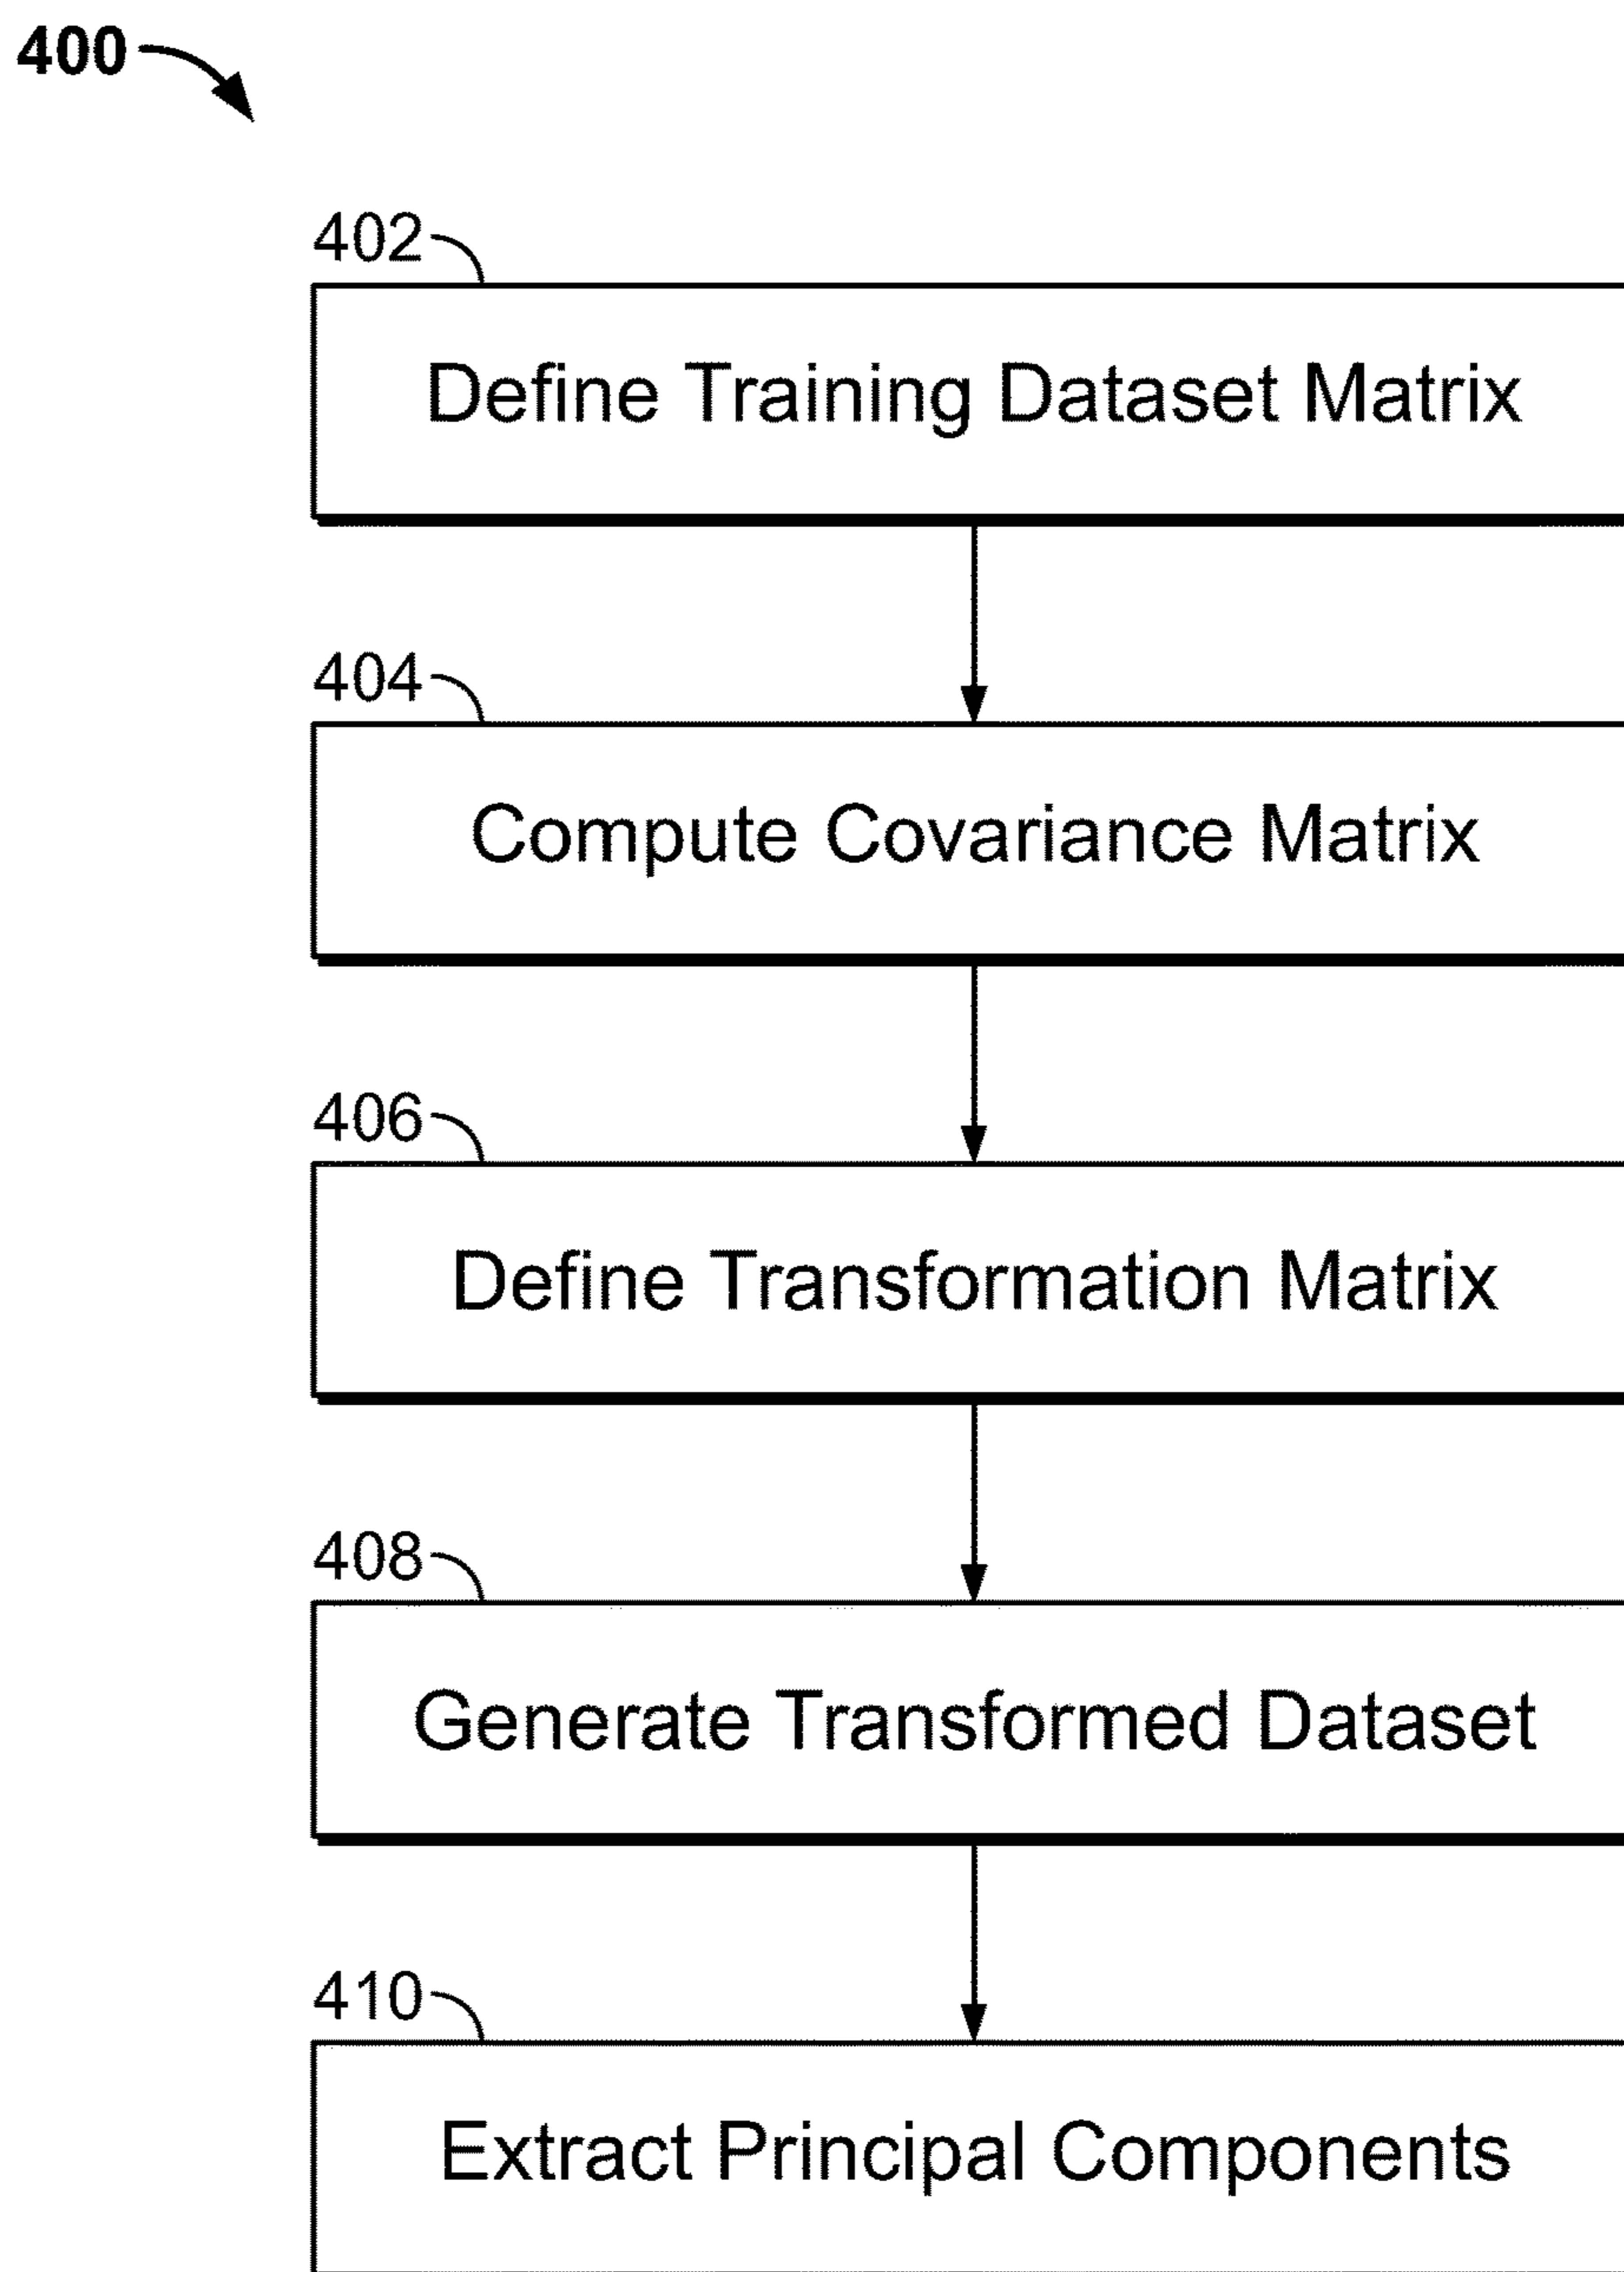 400
402
Define Training Dataset Matrix
404
Compute Covariance Matrix
406
Define Transformation Matrix
408
Generate Transformed Dataset
410
Extract Principal Components